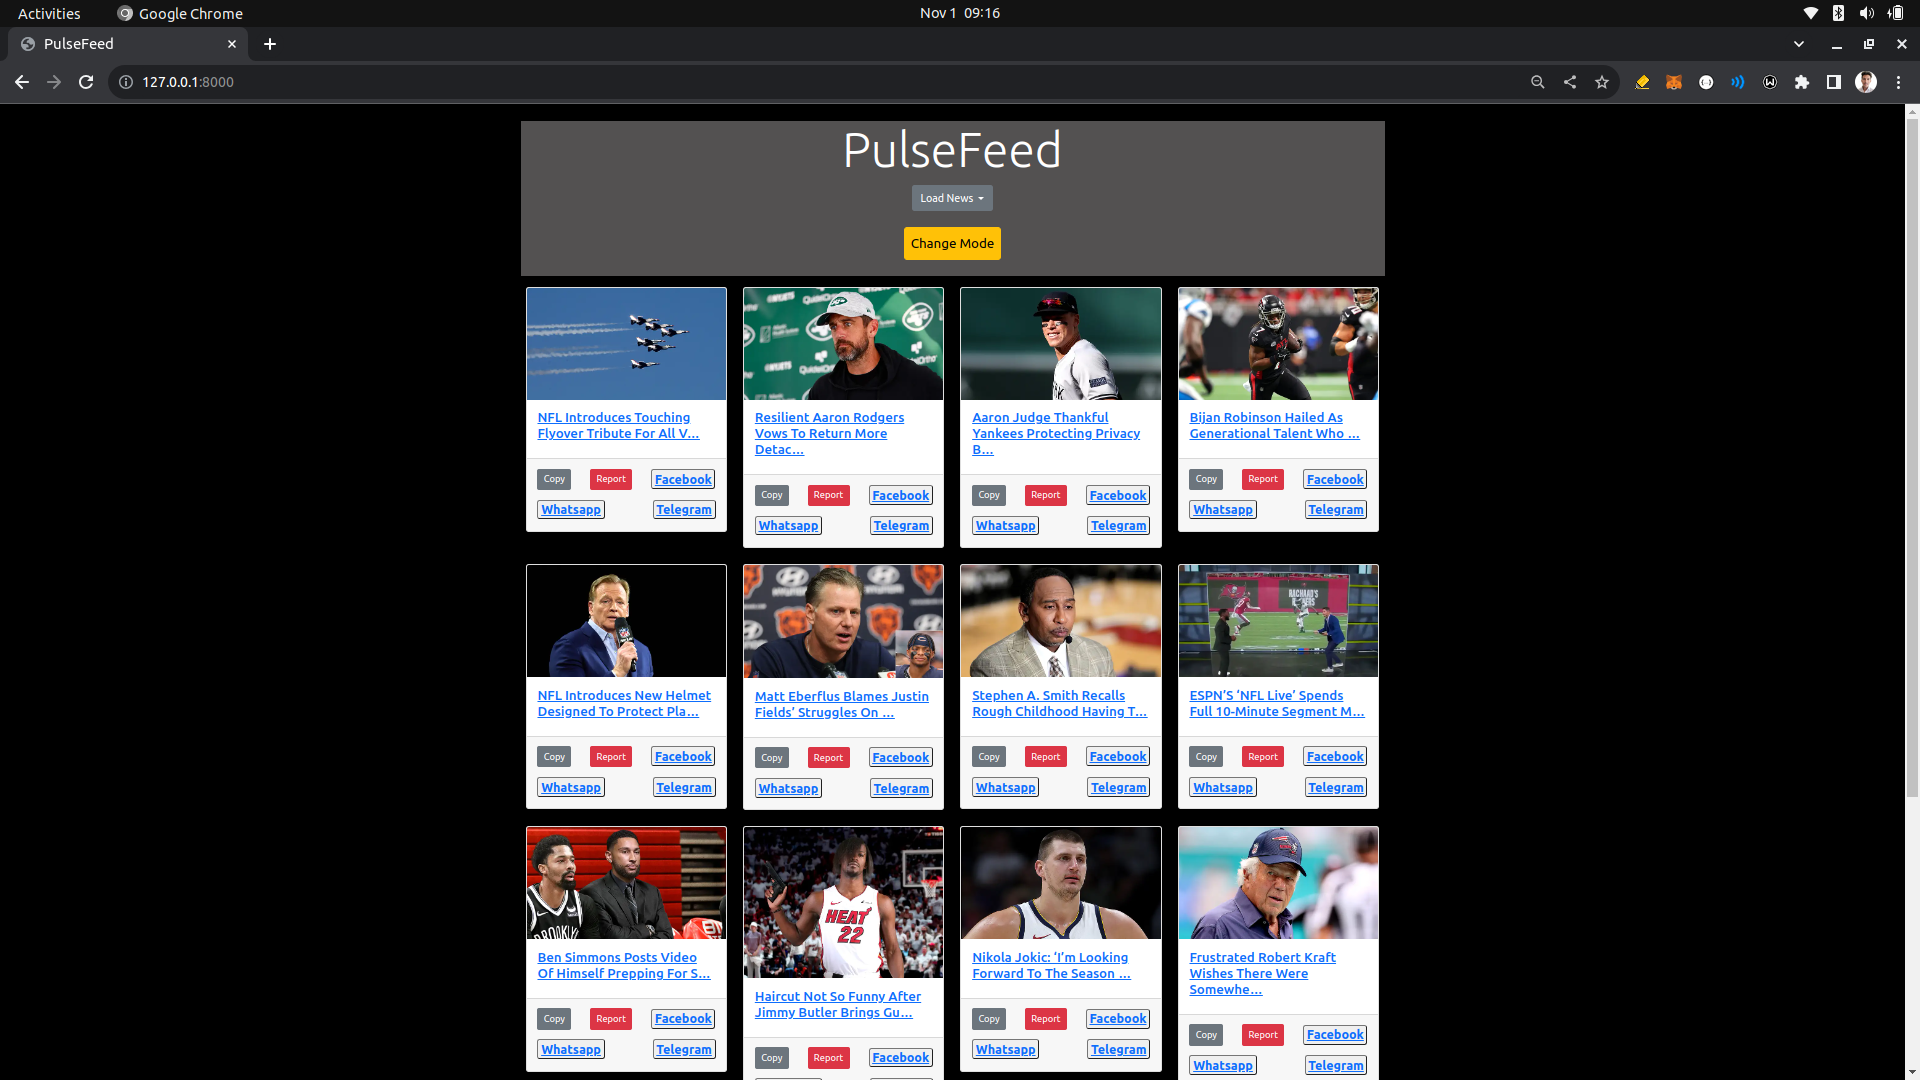 Activities
Google Chrome
Nov 1 09:16
PulseFeed
127.0.0.1:8000
PulseFeed
Load News
Change Mode
NFL Introduces Touching
Flyover Tribute For All V...
Copy
Report
Facebook
Whatsapp
Telegram
Resilient Aaron Rodgers
Vows To Return More
Detac...
Copy
Report
Facebook
Whatsapp
Telegram
Aaron Judge Thankful
Yankees Protecting Privacy
B...
Copy
Report
Facebook
Whatsapp
Telegram
Bijan Robinson Hailed As
Generational Talent Who ...
Copy
Report
Facebook
Whatsapp
Telegram
NFL Introduces New Helmet
Designed To Protect Pla...
Copy
Report
Facebook
Whatsapp
Telegram
Matt Eberflus Blames Justin
Fields’ Struggles On ...
Copy
Report
Facebook
Whatsapp
Telegram
Stephen A. Smith Recalls
Rough Childhood Having T...
Copy
Report
Facebook
Whatsapp
Telegram
ESPN’S ‘NFL Live’ Spends
Full 10-Minute Segment M...
Copy
Report
Facebook
Whatsapp
Telegram
BROOKLYN
Ben Simmons Posts Video
Of Himself Prepping For S...
Copy
Report
Facebook
Whatsapp
Telegram
HEAT
22
Haircut Not So Funny After
Jimmy Butler Brings Gu...
Copy
Report
Facebook
Nikola Jokic: ‘I’m Looking
Forward To The Season ...
Copy
Report
Facebook
Whatsapp
Telegram
Frustrated Robert Kraft
Wishes There Were
Somewhe...
Copy
Report
Facebook
Whatsapp
Telegram